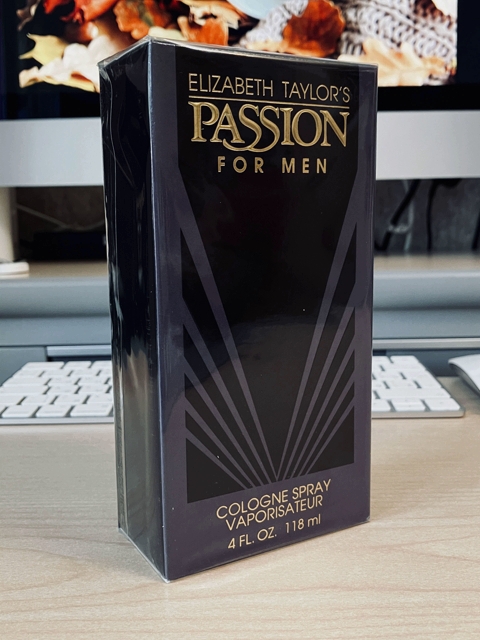 ELIZABETH TAYLOR'S
PASSION
FOR MEN
COLOGNE SPRAY
VAPORISATEUR
4 FL. OZ. 118 ml